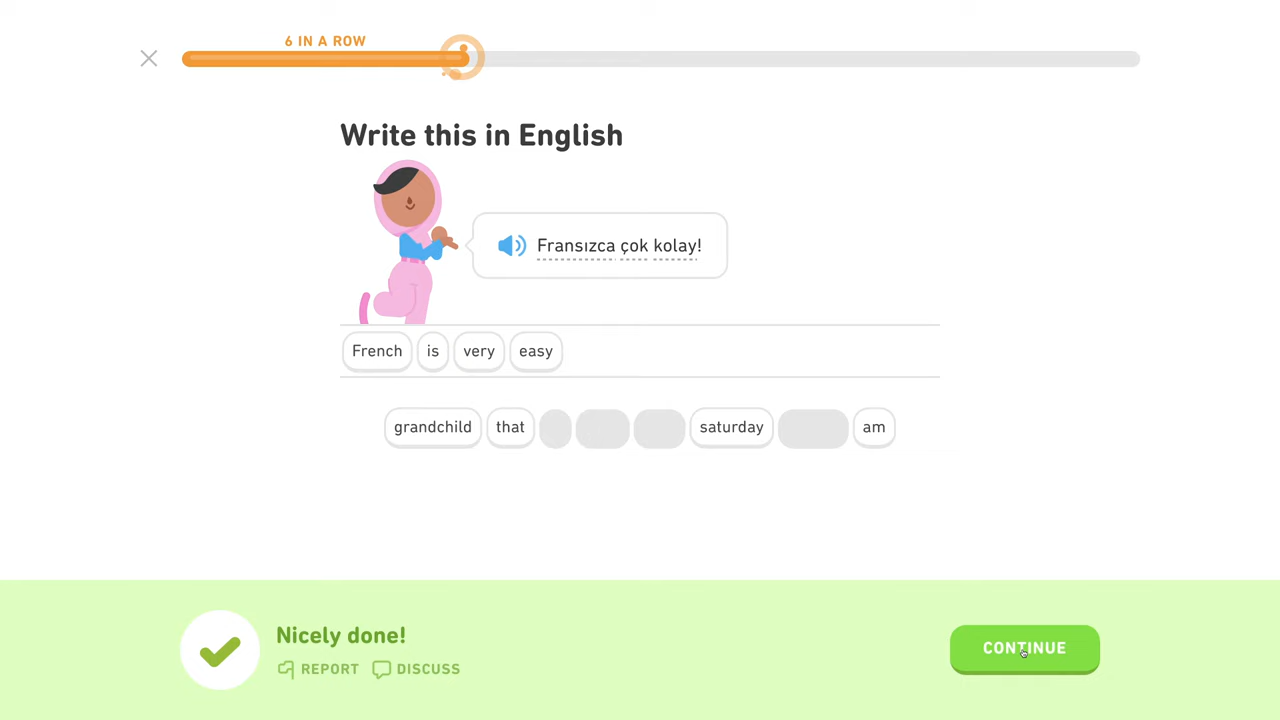 6 IN A ROW
Write this in English
Fransızca çok kolay!
French is very easy
grandchild that saturday am
Nicely done!
REPORT DISCUSS
CONTINUE